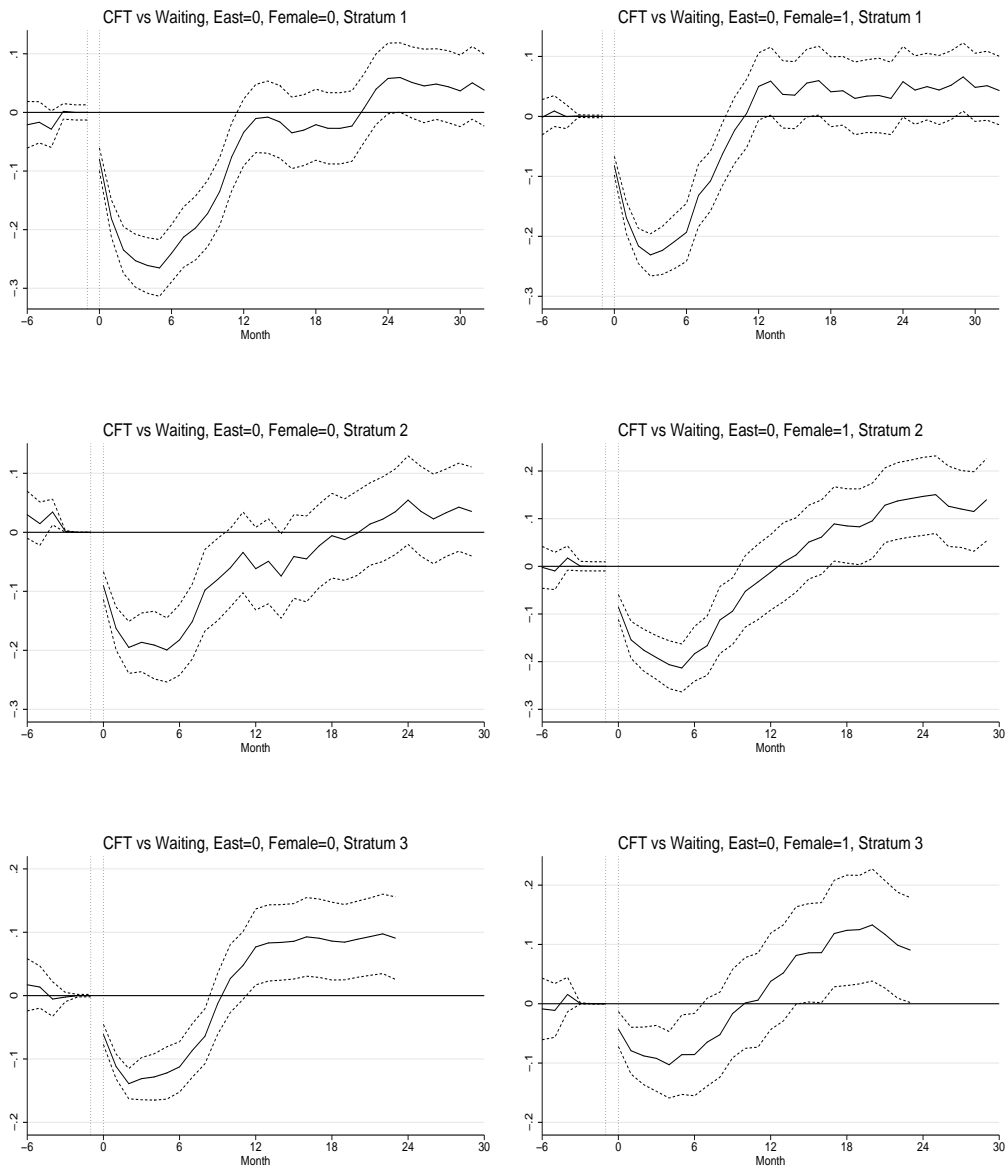 CFT vs Waiting, East=0, Female=0, Stratum 1
.1
0
−.1
−.2
−.3
−6 0 6 12 18 24 30
Month
CFT vs Waiting, East=0, Female=1, Stratum 1
.1
0
−.1
−.2
−.3
−6 0 6 12 18 24 30
Month
CFT vs Waiting, East=0, Female=0, Stratum 2
.1
0
−.1
−.2
−.3
−6 0 6 12 18 24 30
Month
CFT vs Waiting, East=0, Female=1, Stratum 2
.2
.1
0
−.1
−.2
−.3
−6 0 6 12 18 24 30
Month
CFT vs Waiting, East=0, Female=0, Stratum 3
.2
.1
0
−.1
−.2
−6 0 6 12 18 24 30
Month
CFT vs Waiting, East=0, Female=1, Stratum 3
.2
.1
0
−.1
−.2
−6 0 6 12 18 24 30
Month